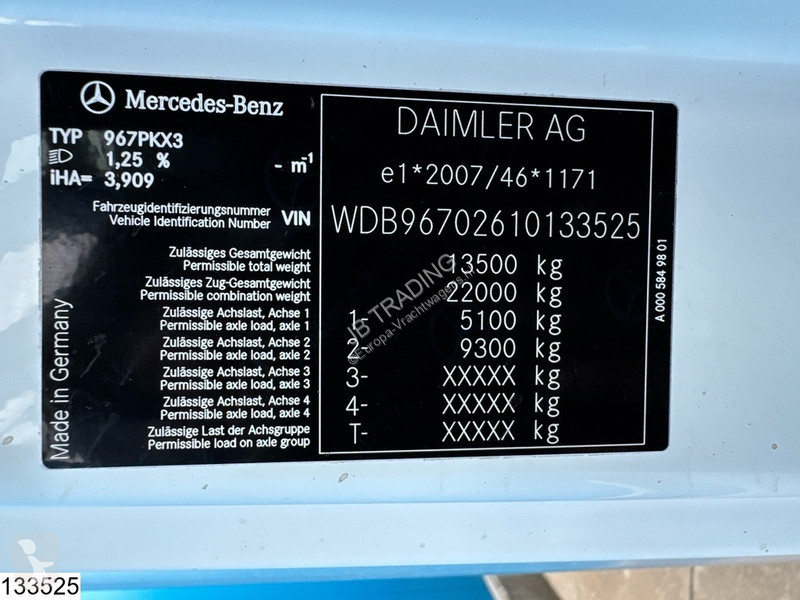 Mercedes-Benz
TYP 967PKX3
1,25 % - m-1
iHA= 3,909
Fahrzeugidentifizierungsnummer
Vehicle Identification Number VIN
Zulässiges Gesamtgewicht
Permissible total weight
Zulässiges Zug-Gesamtgewicht
Permissible combination weight
Zulässige Achslast, Achse 1
Permissible axle load, axle 1
Zulässige Achslast, Achse 2
Permissible axle load, axle 2
Zulässige Achslast, Achse 3
Permissible axle load, axle 3
Zulässige Achslast, Achse 4
Permissible axle load, axle 4
Zulässige Last der Achsgruppe
Permissible load on axle group
Made in Germany
DAIMLER AG
e1*2007/46*1171
WDB96702610133525
13500 kg
22000 kg
1- 5100 kg
2- 9300 kg
3- XXXXX kg
4- XXXXX kg
T- XXXXX kg
A 000 584 98 01
JB TRADING
©Europa-Vrachtwagens.nl
133525